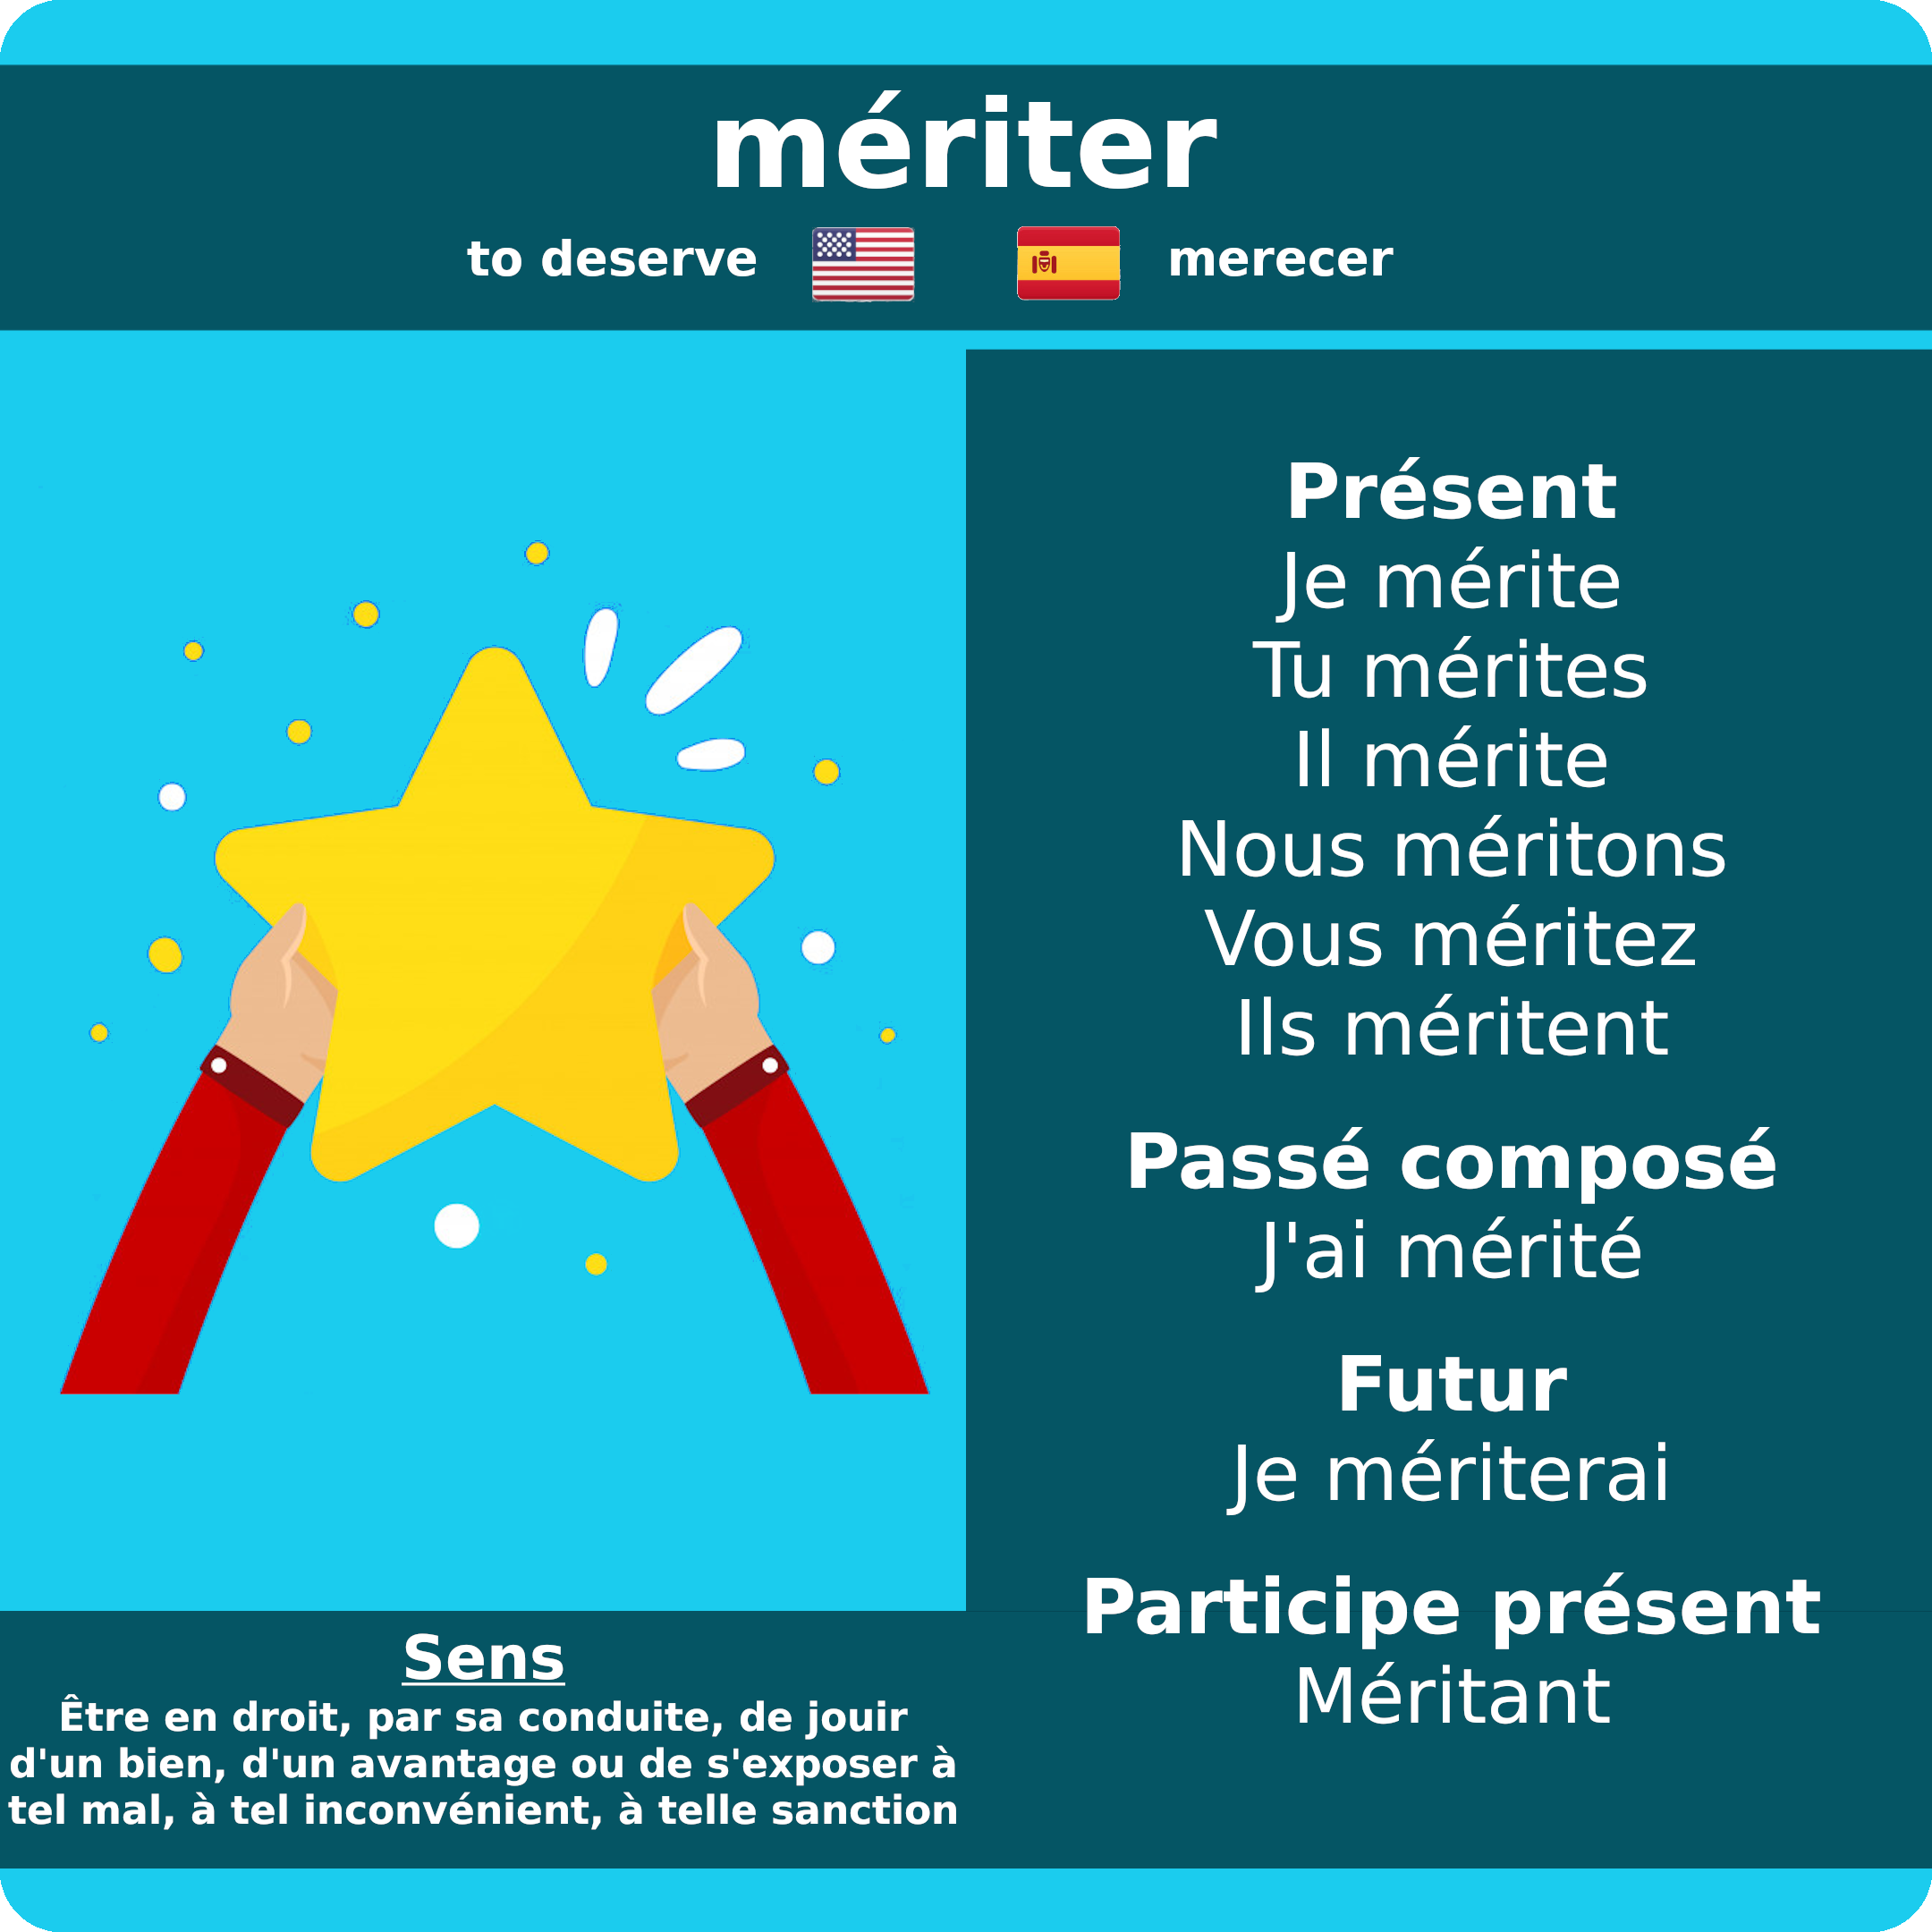 mériter
to deserve merecer
Présent
Je mérite
Tu mérites
Il mérite
Nous méritons
Vous méritez
Ils méritent
Passé composé
J'ai mérité
Futur
Je mériterai
Participe présent
Méritant
Sens
Être en droit, par sa conduite, de jouir
d'un bien, d'un avantage ou de s'exposer à
tel mal, à tel inconvénient, à telle sanction